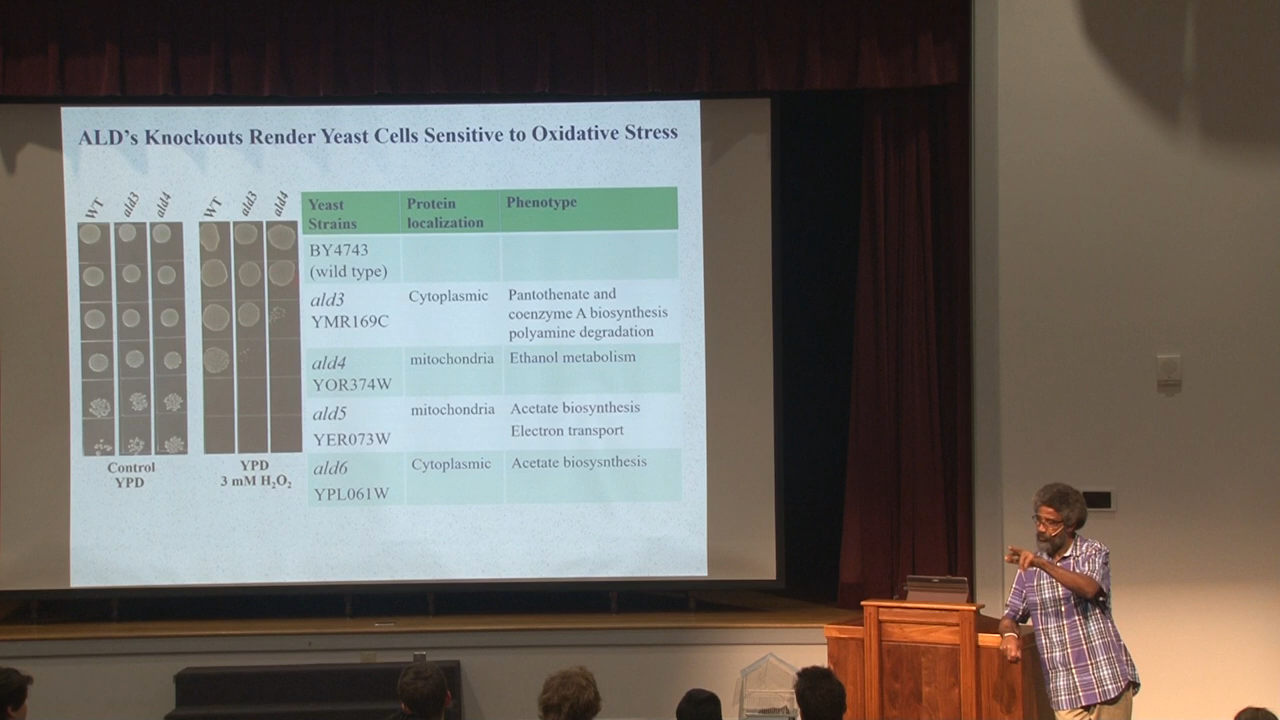 ALD's Knockouts Render Yeast Cells Sensitive to Oxidative Stress
WT ald3 ald4
WT ald3 ald4
Control
YPD
YPD
3 mM H₂O₂
Yeast Strains
Protein localization
Phenotype
BY4743
(wild type)
ald3
YMR169C
Cytoplasmic
Pantothenate and
coenzyme A biosynthesis
polyamine degradation
ald4
YOR374W
mitochondria
Ethanol metabolism
ald5
YER073W
mitochondria
Acetate biosynthesis
Electron transport
ald6
YPL061W
Cytoplasmic
Acetate biosysnthesis